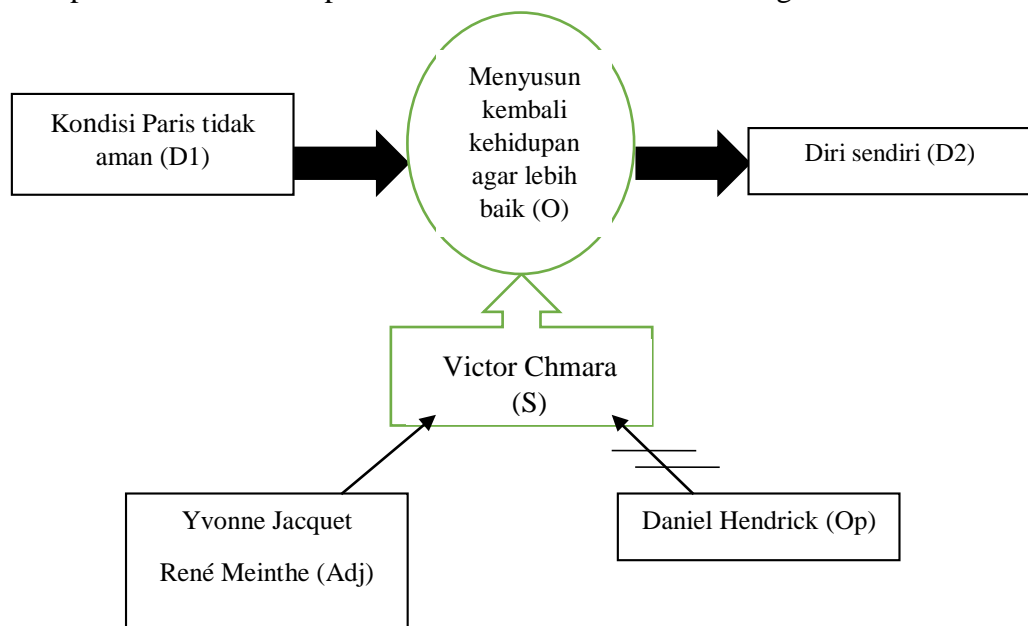 Menyusun
kembali
kehidupan
agar lebih
baik (O)
Kondisi Paris tidak
aman (D1)
Diri sendiri (D2)
Victor Chmara
(S)
Yvonne Jacquet
René Meinthe (Adj)
Daniel Hendrick (Op)